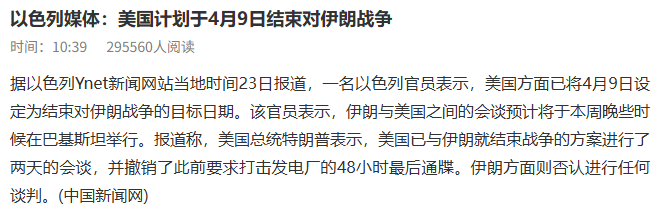 以色列媒体：美国计划于4月9日结束对伊朗战争
时间：10:39 295560人阅读
据以色列Ynet新闻网站当地时间23日报道，一名以色列官员表示，美国方面已将4月9日设
定为结束对伊朗战争的目标日期。该官员表示，伊朗与美国之间的会谈预计将于本周晚些时
候在巴基斯坦举行。报道称，美国总统特朗普表示，美国已与伊朗就结束战争的方案进行了
两天的会谈，并撤销了此前要求打击发电厂的48小时最后通牒。伊朗方面则否认进行任何
谈判。(中国新闻网)